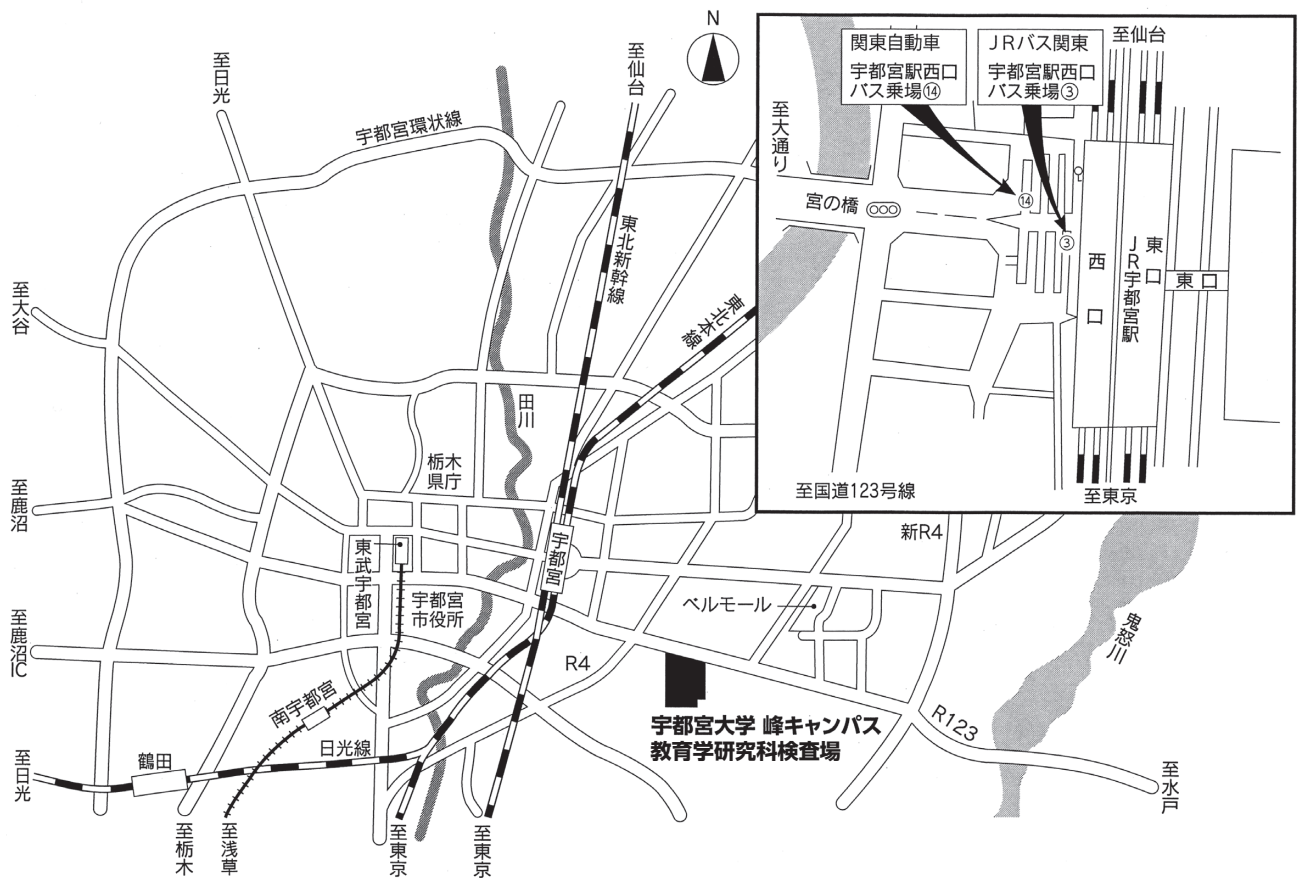 N
至日光
宇都宮環状線
至仙台
東北新幹線
東北本線
至大谷
田川
栃木
県庁
至鹿沼
東武宇都宮
宇都宮
市役所
宇都宮
新R4
ベルモール
鬼怒川
至鹿沼IC
R4
南宇都宮
宇都宮大学 峰キャンパス
教育学研究科検査場
R123
日光線
鶴田
至日光
至水戸
至栃木
至浅草
至東京
至東京
関東自動車
宇都宮駅西口
バス乗場⑭
JRバス関東
宇都宮駅西口
バス乗場③
至仙台
至大通り
宮の橋
⑭
③
西口
東口
JR宇都宮駅
東口
至国道123号線
至東京